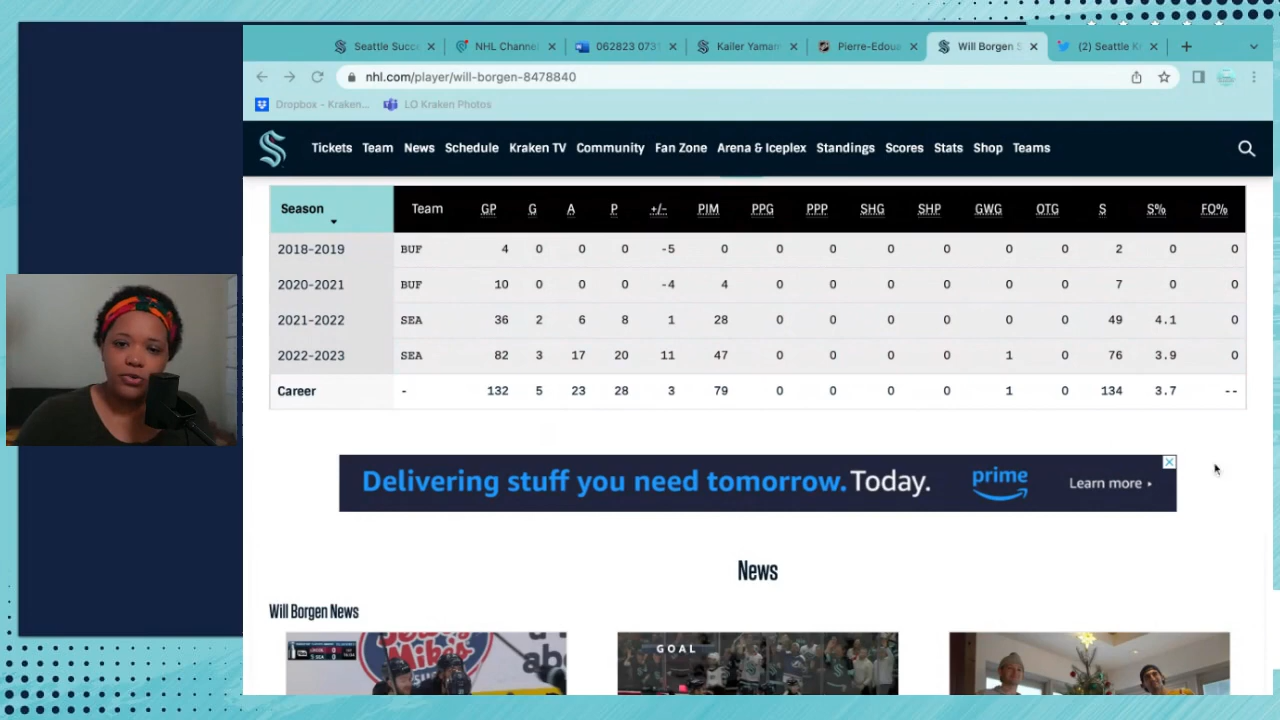 Seattle Succ
NHL Channe
062823 073
Kailer Yamam
Pierre-Edoua
Will Borgen S
(2) Seattle K
nhl.com/player/will-borgen-8478840
Dropbox - Kraken...
LO Kraken Photos
Tickets Team News Schedule Kraken TV Community Fan Zone Arena & Iceplex Standings Scores Stats Shop Teams
Season Team GP G A P +/- PIM PPG PPP SHG SHP GWG OTG S S% FO%
2018-2019 BUF 4 0 0 0 -5 0 0 0 0 0 0 0 2 0 0
2020-2021 BUF 10 0 0 0 -4 4 0 0 0 0 0 0 7 0 0
2021-2022 SEA 36 2 6 8 1 28 0 0 0 0 0 0 49 4.1 0
2022-2023 SEA 82 3 17 20 11 47 0 0 0 0 1 0 76 3.9 0
Career - 132 5 23 28 3 79 0 0 0 0 1 0 134 3.7 --
Delivering stuff you need tomorrow. Today. prime Learn more
News
Will Borgen News
GOAL